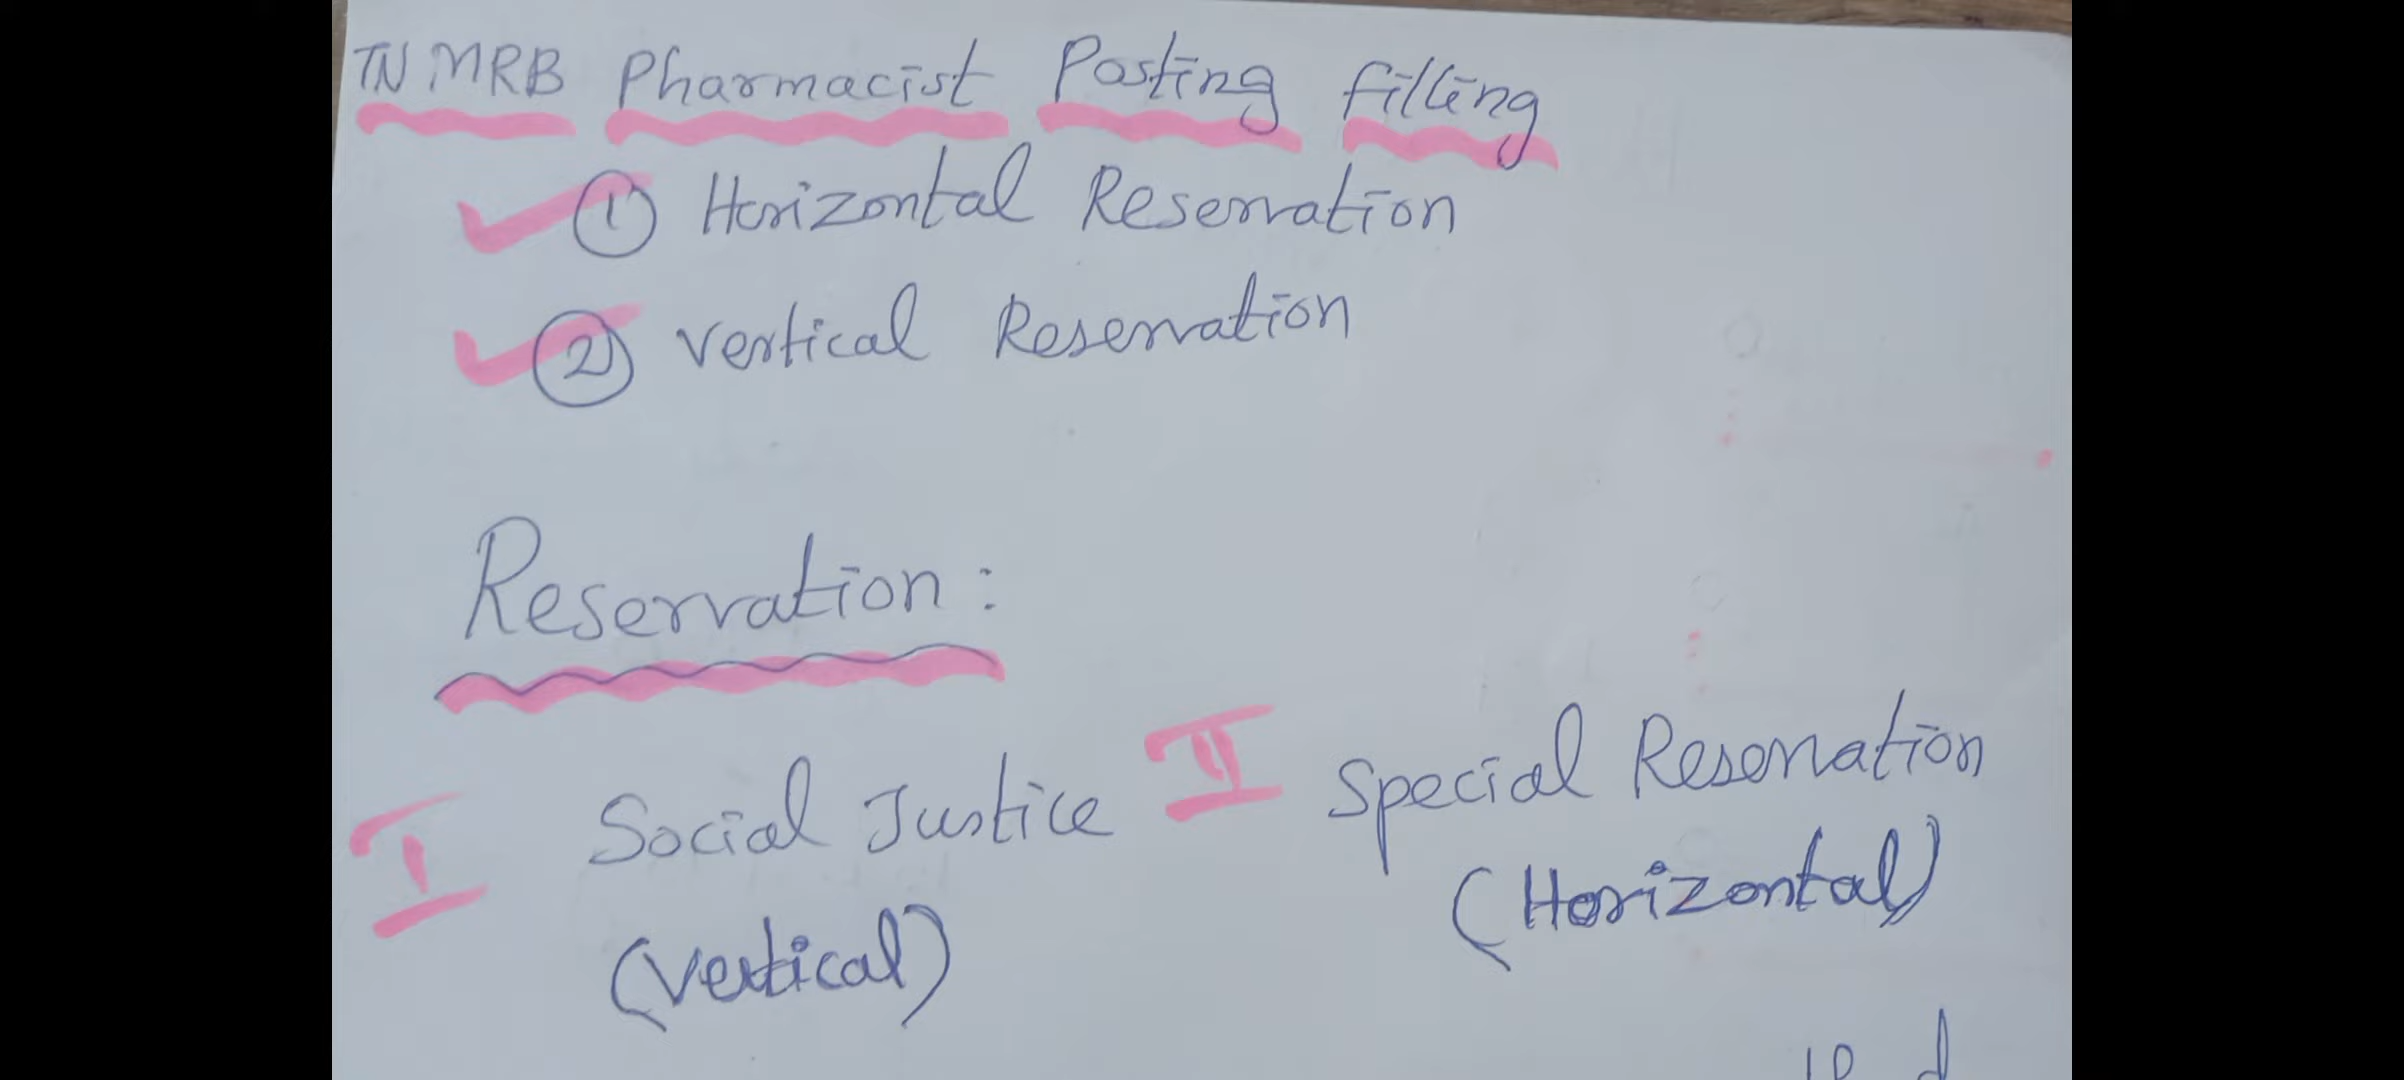 TN MRB Pharmacist Posting filling
① Horizontal Reservation
② Vertical Reservation
Reservation :
I Social Justice
(Vertical)
II Special Reservation
(Horizontal)